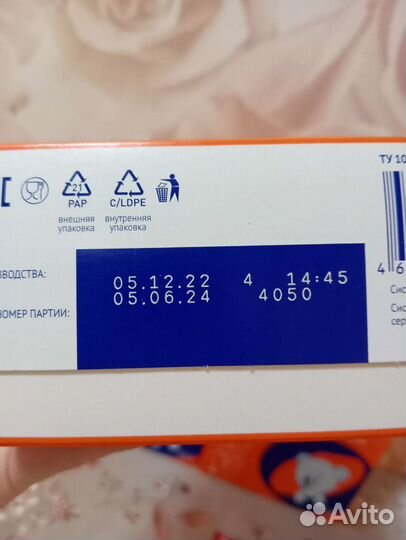 ТУ 10
21
PAP
C/LDPE
внешняя
упаковка
внутренняя
упаковка
ЗВОДСТВА:
НОМЕР ПАРТИИ:
05.12.22 4 14:45
05.06.24 4050
4 6
Сис
Сис
сер
Avito